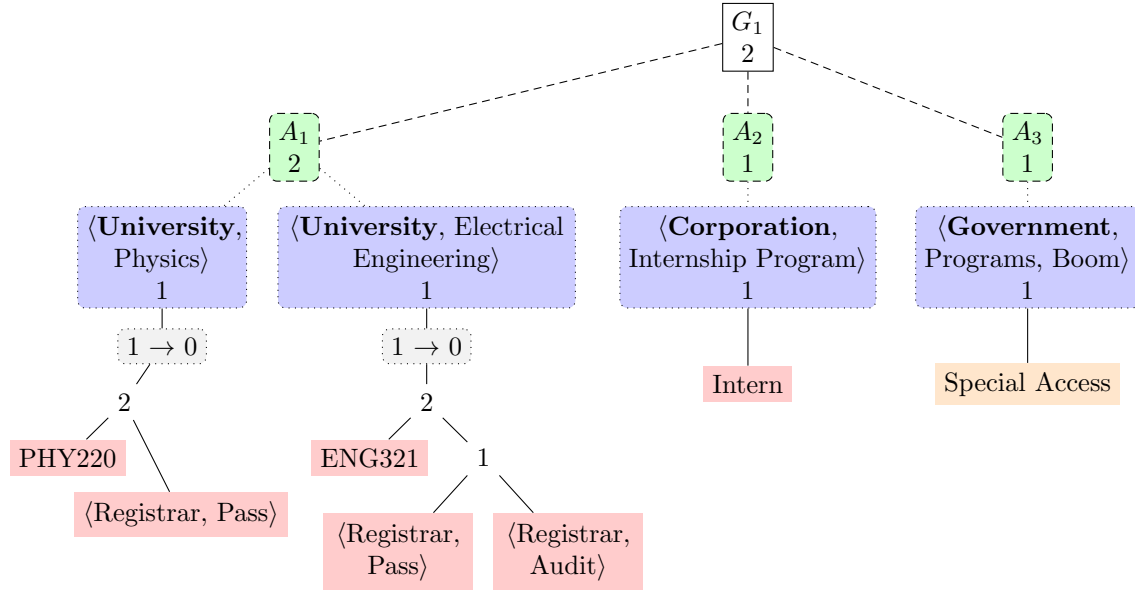 G₁
2
A₁
2
A₂
1
A₃
1
⟨University,
Physics⟩
1
⟨University, Electrical
Engineering⟩
1
⟨Corporation,
Internship Program⟩
1
⟨Government,
Programs, Boom⟩
1
1 → 0
1 → 0
Intern
Special Access
2
2
PHY220
ENG321
1
⟨Registrar, Pass⟩
⟨Registrar,
Pass⟩
⟨Registrar,
Audit⟩